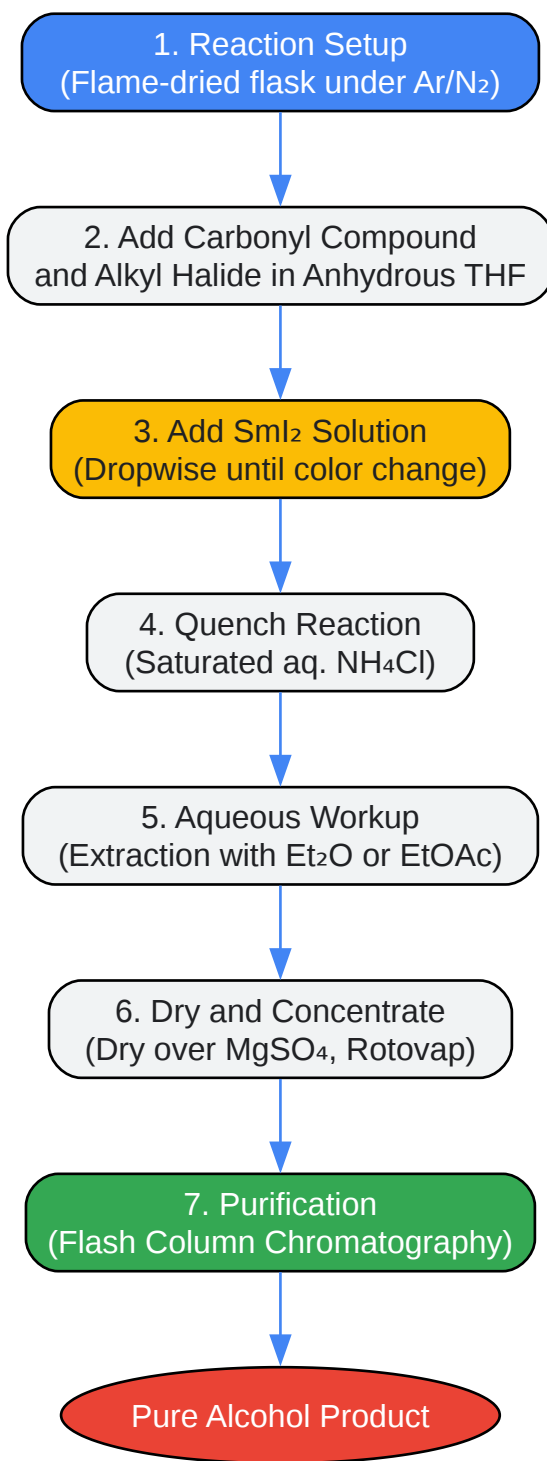 1. Reaction Setup
(Flame-dried flask under Ar/N₂)
2. Add Carbonyl Compound
and Alkyl Halide in Anhydrous THF
3. Add SmI₂ Solution
(Dropwise until color change)
4. Quench Reaction
(Saturated aq. NH₄Cl)
5. Aqueous Workup
(Extraction with Et₂O or EtOAc)
6. Dry and Concentrate
(Dry over MgSO₄, Rotovap)
7. Purification
(Flash Column Chromatography)
Pure Alcohol Product